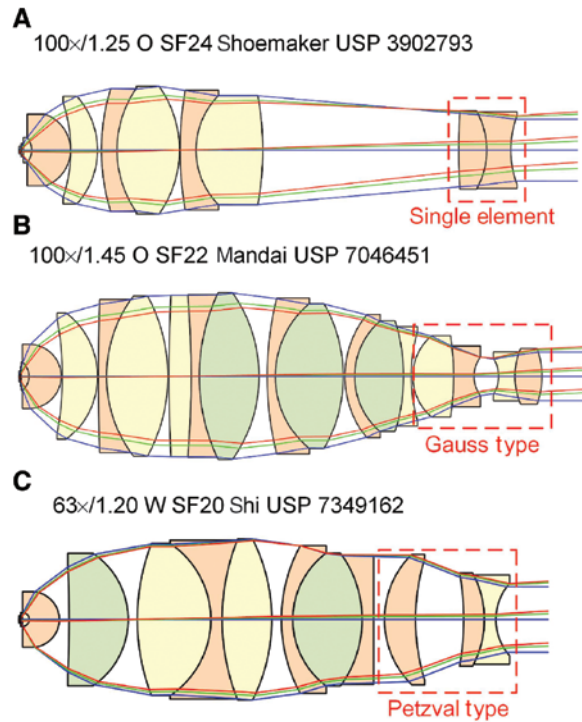 A
100×/1.25 O SF24 Shoemaker USP 3902793
Single element
B
100×/1.45 O SF22 Mandai USP 7046451
Gauss type
C
63×/1.20 W SF20 Shi USP 7349162
Petzval type